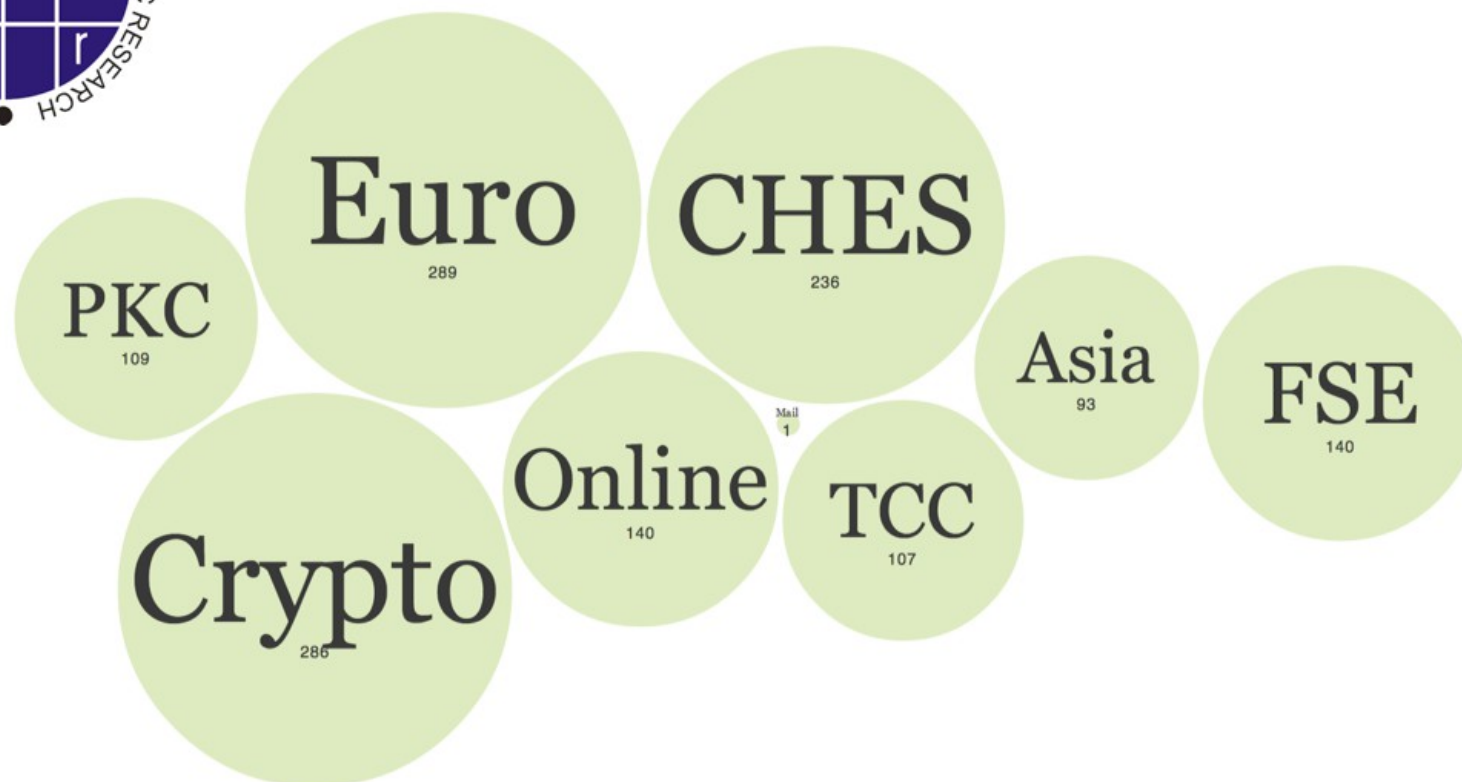 r
RESEARCH
Euro
289
CHES
236
PKC
109
Asia
93
FSE
140
Mail
1
Online
140
TCC
107
Crypto
286